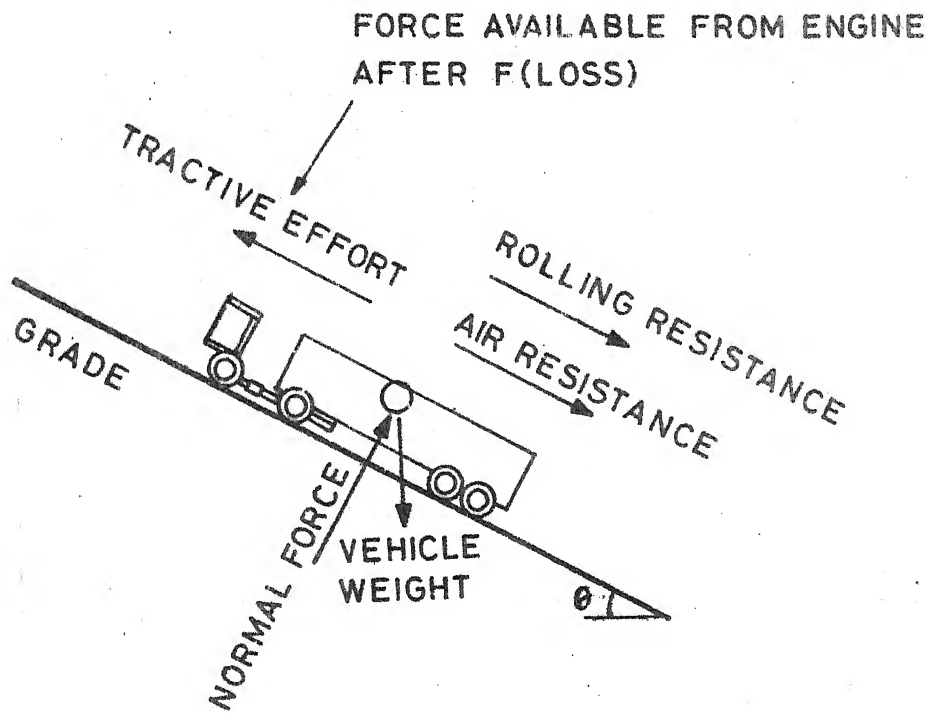 FORCE AVAILABLE FROM ENGINE
AFTER F(LOSS)
TRACTIVE EFFORT
ROLLING RESISTANCE
AIR RESISTANCE
GRADE
NORMAL FORCE
VEHICLE
WEIGHT
θ